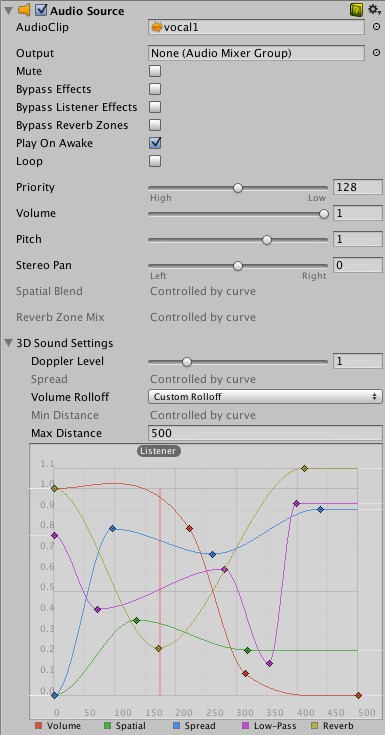 Audio Source
AudioClip vocal1
Output None (Audio Mixer Group)
Mute
Bypass Effects
Bypass Listener Effects
Bypass Reverb Zones
Play On Awake
Loop
Priority 128
High Low
Volume 1
Pitch 1
Stereo Pan 0
Left Right
Spatial Blend Controlled by curve
Reverb Zone Mix Controlled by curve
3D Sound Settings
Doppler Level 1
Spread Controlled by curve
Volume Rolloff Custom Rolloff
Min Distance Controlled by curve
Max Distance 500
Listener
1.1
1.0
0.9
0.8
0.7
0.6
0.5
0.4
0.3
0.2
0.1
0.0
0 50 100 150 200 250 300 350 400 450 500
Volume Spatial Spread Low-Pass Reverb